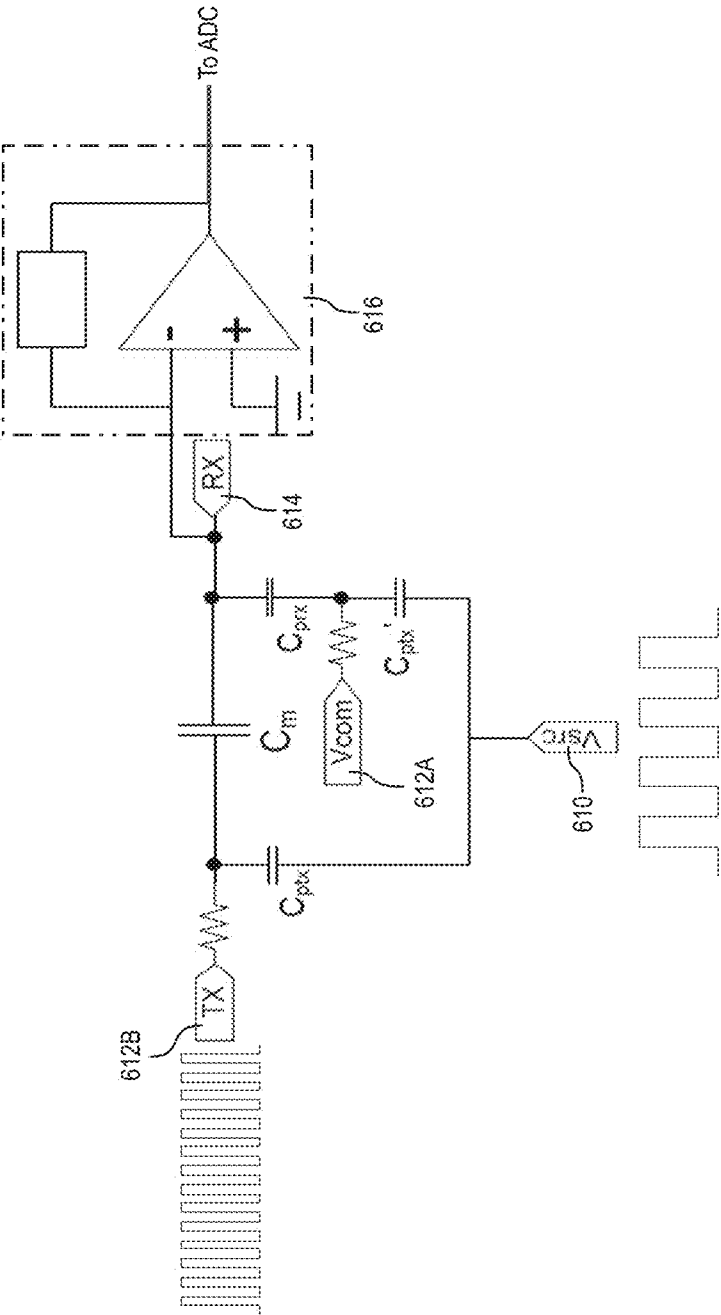 To ADC
616
-
+
RX
614
Cprx
Cptx'
Cm
Vcom
612A
Cptx
Vsrc
610
TX
612B